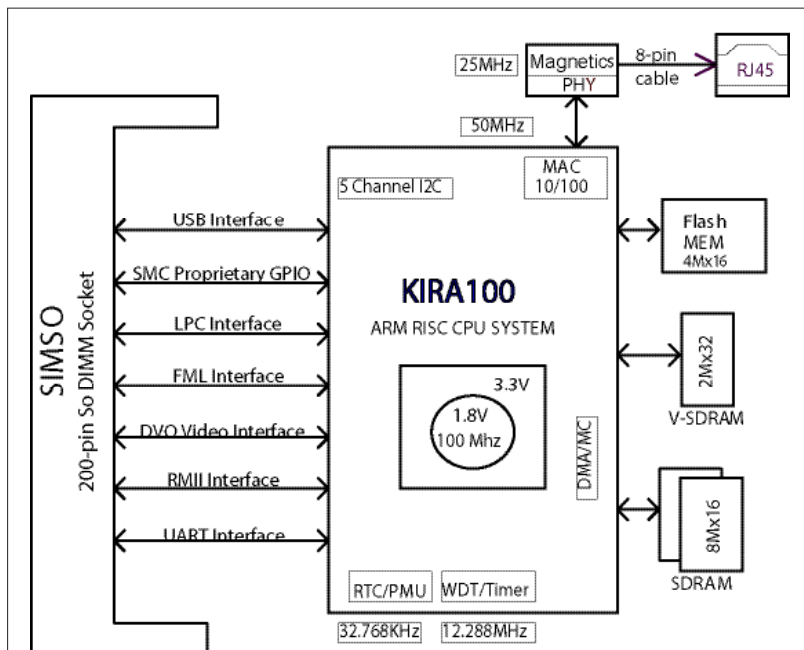 Magnetics
PHY
25MHz
8-pin
cable
RJ45
50MHz
MAC
10/100
5 Channel I2C
USB Interface
SMC Proprietary GPIO
LPC Interface
FML Interface
DVO Video Interface
RMII Interface
UART Interface
SIMSO
200-pin So DIMM Socket
KIRA100
ARM RISC CPU SYSTEM
3.3V
1.8V
100 Mhz
DMA/MC
Flash
MEM
4Mx16
2Mx32
V-SDRAM
8Mx16
SDRAM
RTC/PMU
WDT/Timer
32.768KHz
12.288MHz